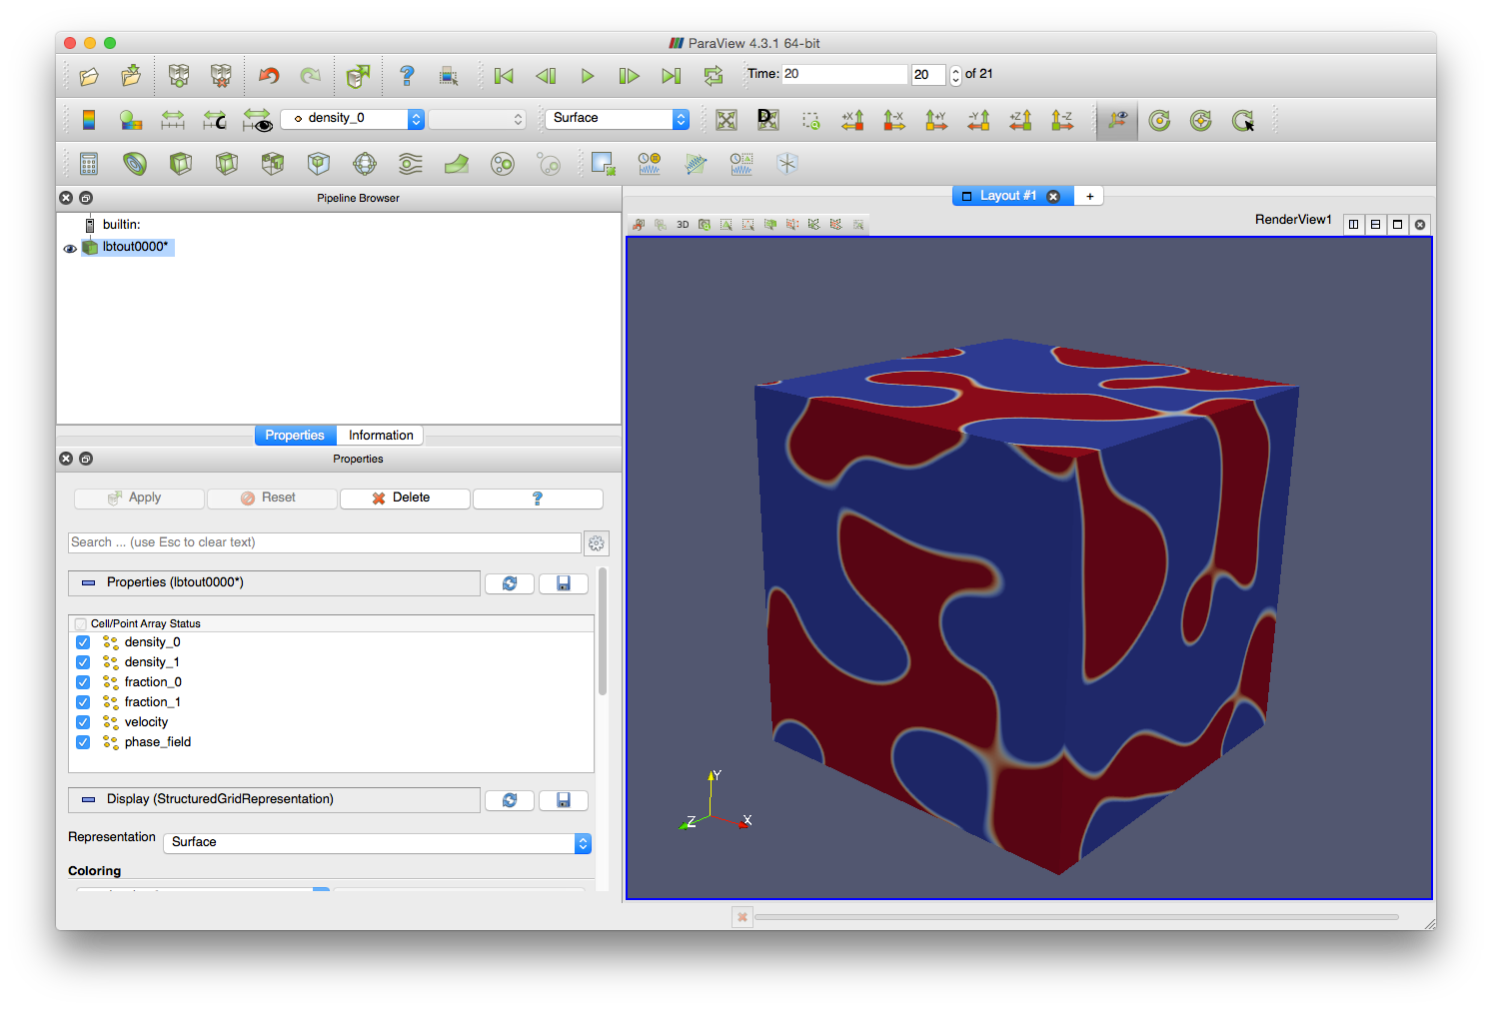 ParaView 4.3.1 64-bit
Time: 20 20 of 21
density_0 Surface
+X -X +Y -Y +Z -Z
Pipeline Browser
Layout #1 +
builtin:
lbtout0000*
3D
RenderView1
Properties Information
Properties
Apply Reset Delete ?
Search ... (use Esc to clear text)
Properties (lbtout0000*)
Cell/Point Array Status
density_0
density_1
fraction_0
fraction_1
velocity
phase_field
Display (StructuredGridRepresentation)
Representation Surface
Coloring
Y
Z X